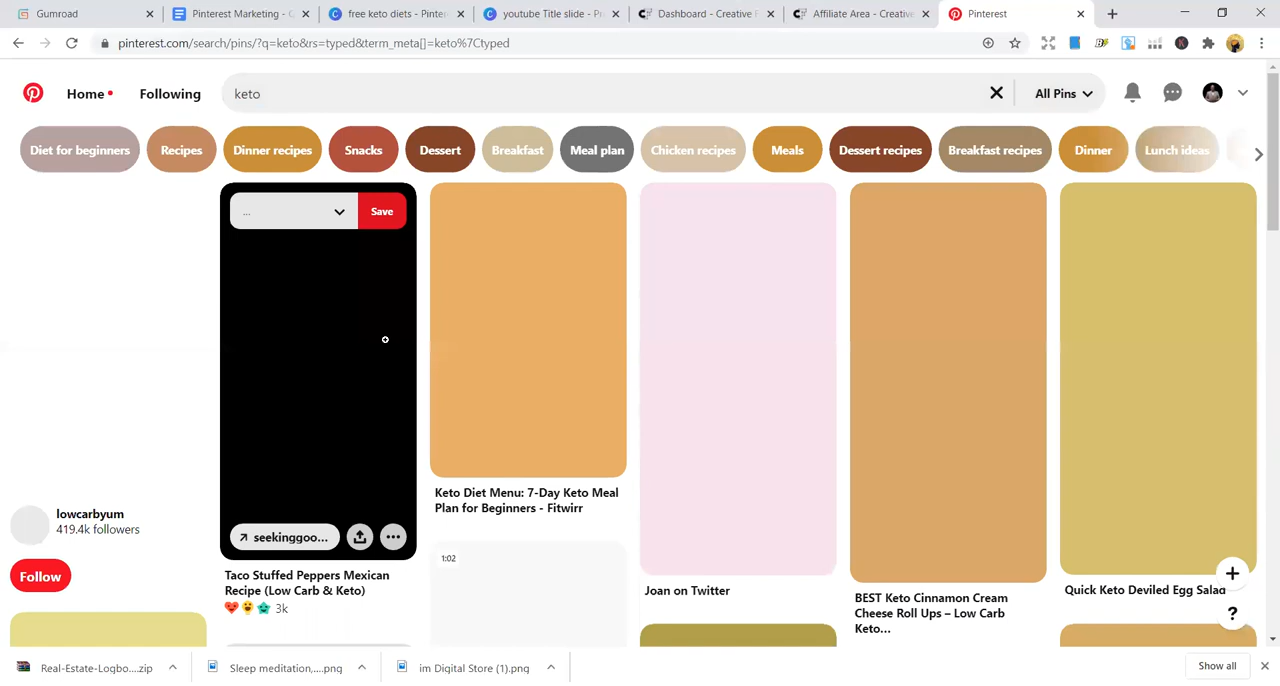 Gumroad
Pinterest Marketing - G
free keto diets - Pinter
youtube Title slide - Pr
Dashboard - Creative F
Affiliate Area - Creative
Pinterest
pinterest.com/search/pins/?q=keto&rs=typed&term_meta[]=keto%7Ctyped
Home
Following
keto
All Pins
Diet for beginners
Recipes
Dinner recipes
Snacks
Dessert
Breakfast
Meal plan
Chicken recipes
Meals
Dessert recipes
Breakfast recipes
Dinner
Lunch ideas
...
Save
seekinggoo...
lowcarbyum
419.4k followers
Follow
Taco Stuffed Peppers Mexican
Recipe (Low Carb & Keto)
3k
Keto Diet Menu: 7-Day Keto Meal
Plan for Beginners - Fitwirr
1:02
Joan on Twitter
BEST Keto Cinnamon Cream
Cheese Roll Ups – Low Carb
Keto...
Quick Keto Deviled Egg Salad
?
Real-Estate-Logbo....zip
Sleep meditation,....png
im Digital Store (1).png
Show all